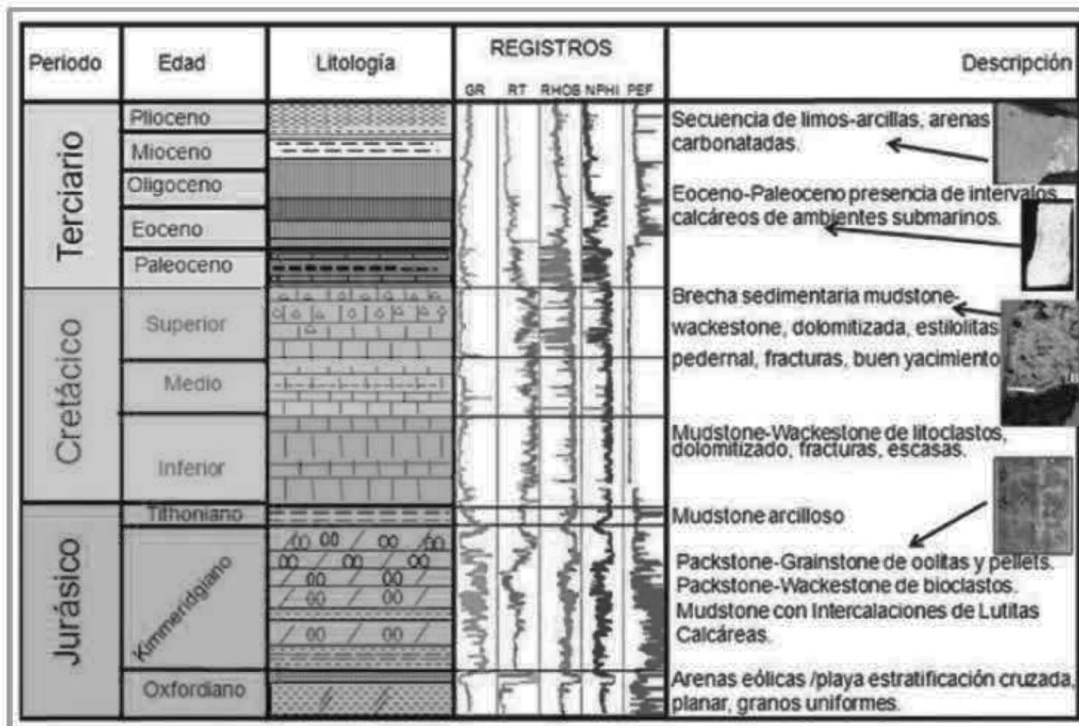 Periodo
Edad
Litología
REGISTROS
GR RT RHOB NPHI PEF
Descripción
Terciario
Plioceno
Mioceno
Oligoceno
Eoceno
Paleoceno
Secuencia de limos-arcillas, arenas
carbonatadas.
Eoceno-Paleoceno presencia de intervalos
calcáreos de ambientes submarinos.
Cretácico
Superior
Medio
Inferior
Brecha sedimentaria mudstone-
wackestone, dolomitizada, estilolitas
pedernal, fracturas, buen yacimiento
Mudstone-Wackestone de litoclastos,
dolomitizado, fracturas, escasas.
Jurásico
Tithoniano
Kimmeridgiano
Oxfordiano
Mudstone arcilloso
Packstone-Grainstone de oolitas y pellets.
Packstone-Wackestone de bioclastos.
Mudstone con Intercalaciones de Lutitas
Calcáreas.
Arenas eólicas /playa estratificación cruzada,
planar, granos uniformes.